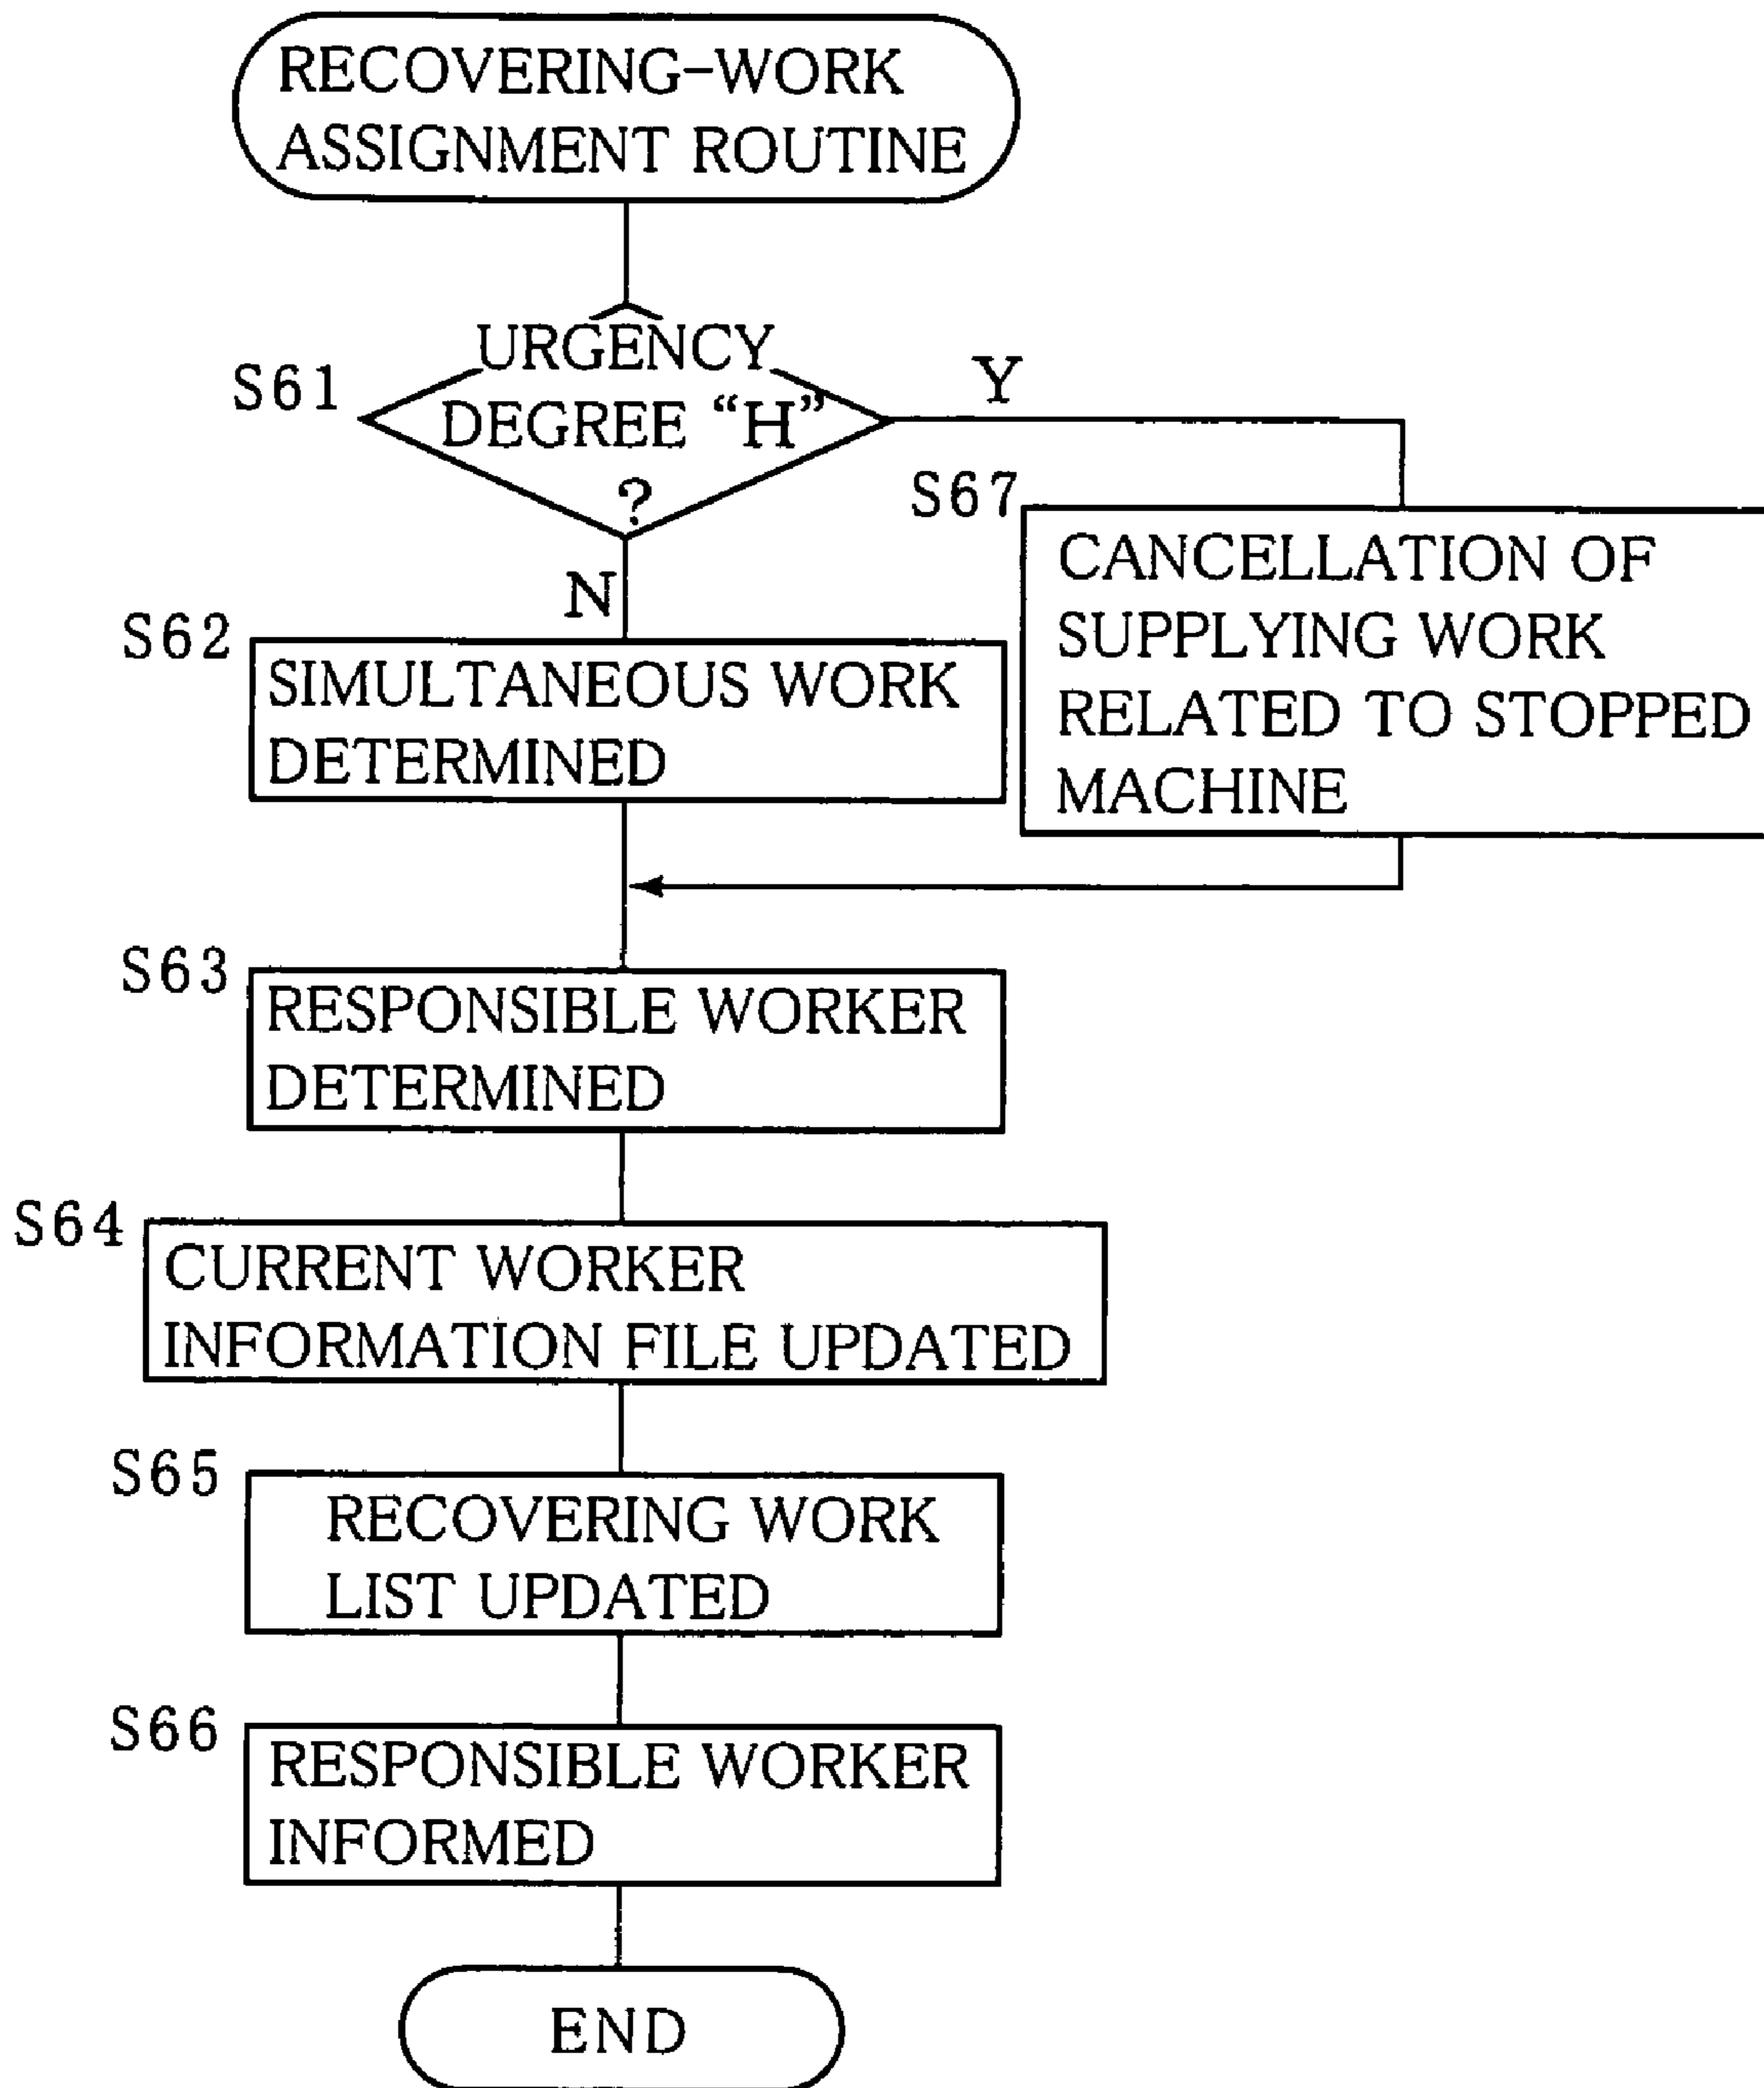 RECOVERING-WORK
ASSIGNMENT ROUTINE
S61
URGENCY
DEGREE “H”
?
Y
N
S67
CANCELLATION OF
SUPPLYING WORK
RELATED TO STOPPED
MACHINE
S62
SIMULTANEOUS WORK
DETERMINED
S63
RESPONSIBLE WORKER
DETERMINED
S64
CURRENT WORKER
INFORMATION FILE UPDATED
S65
RECOVERING WORK
LIST UPDATED
S66
RESPONSIBLE WORKER
INFORMED
END